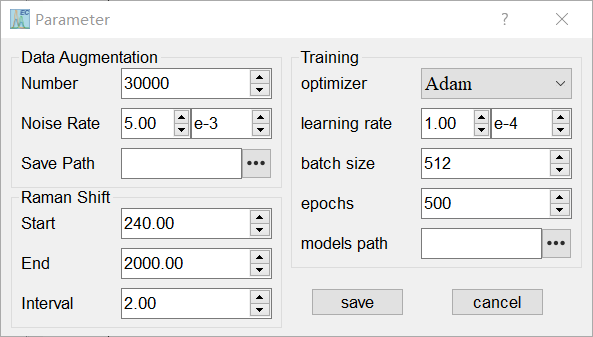 EC
Parameter
?
Data Augmentation
Number 30000
Noise Rate 5.00 e-3
Save Path •••
Raman Shift
Start 240.00
End 2000.00
Interval 2.00
Training
optimizer Adam
learning rate 1.00 e-4
batch size 512
epochs 500
models path •••
save cancel